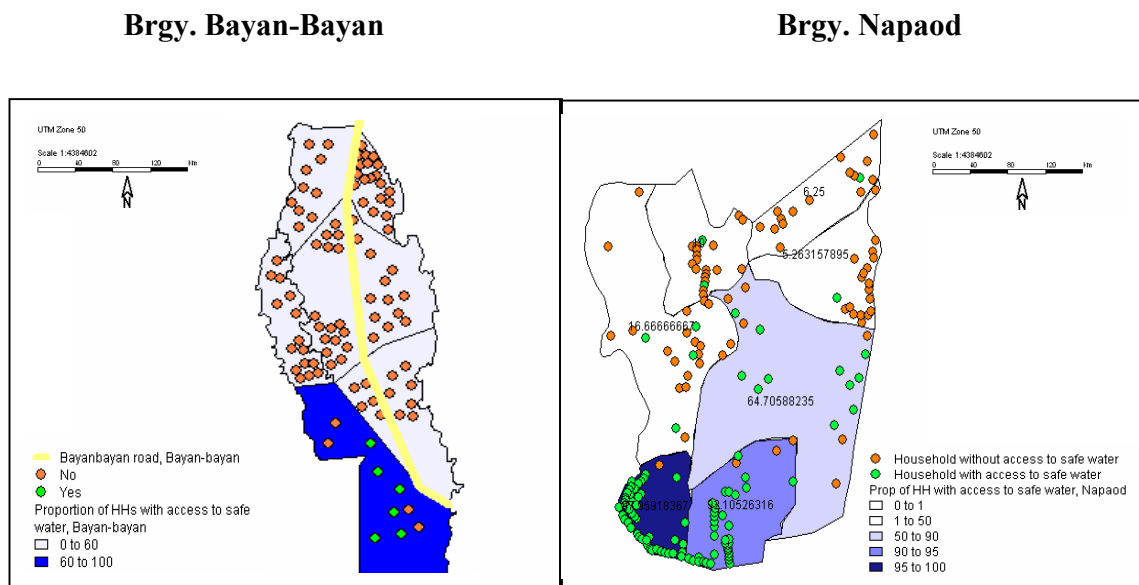 Brgy. Bayan-Bayan
Brgy. Napaod
UTM Zone 50
Scale 1:4384602
0 40 80 120 km
N
Bayanbayan road, Bayan-bayan
No
Yes
Proportion of HHs with access to safe
water, Bayan-bayan
0 to 60
60 to 100
UTM Zone 50
Scale 1:4384602
0 40 80 120 km
N
6.25
5.263157895
16.66666667
64.70588235
92.10526316
Household without access to safe water
Household with access to safe water
Prop of HH with access to safe water, Napaod
0 to 1
1 to 50
50 to 90
90 to 95
95 to 100